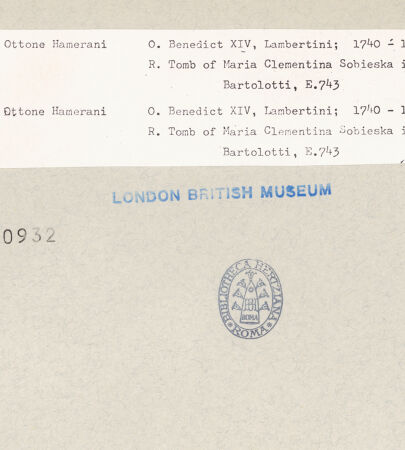 Ottone Hamerani O. Benedict XIV, Lambertini; 1740 - 1
R. Tomb of Maria Clementina Sobieska i
Bartolotti, E.743
Ottone Hamerani O. Benedict XIV, Lambertini; 1740 - 1
R. Tomb of Maria Clementina Sobieska i
Bartolotti, E.743
LONDON BRITISH MUSEUM
0932
BIBLIOTHECA HERTZIANA
ROMA
ROMA